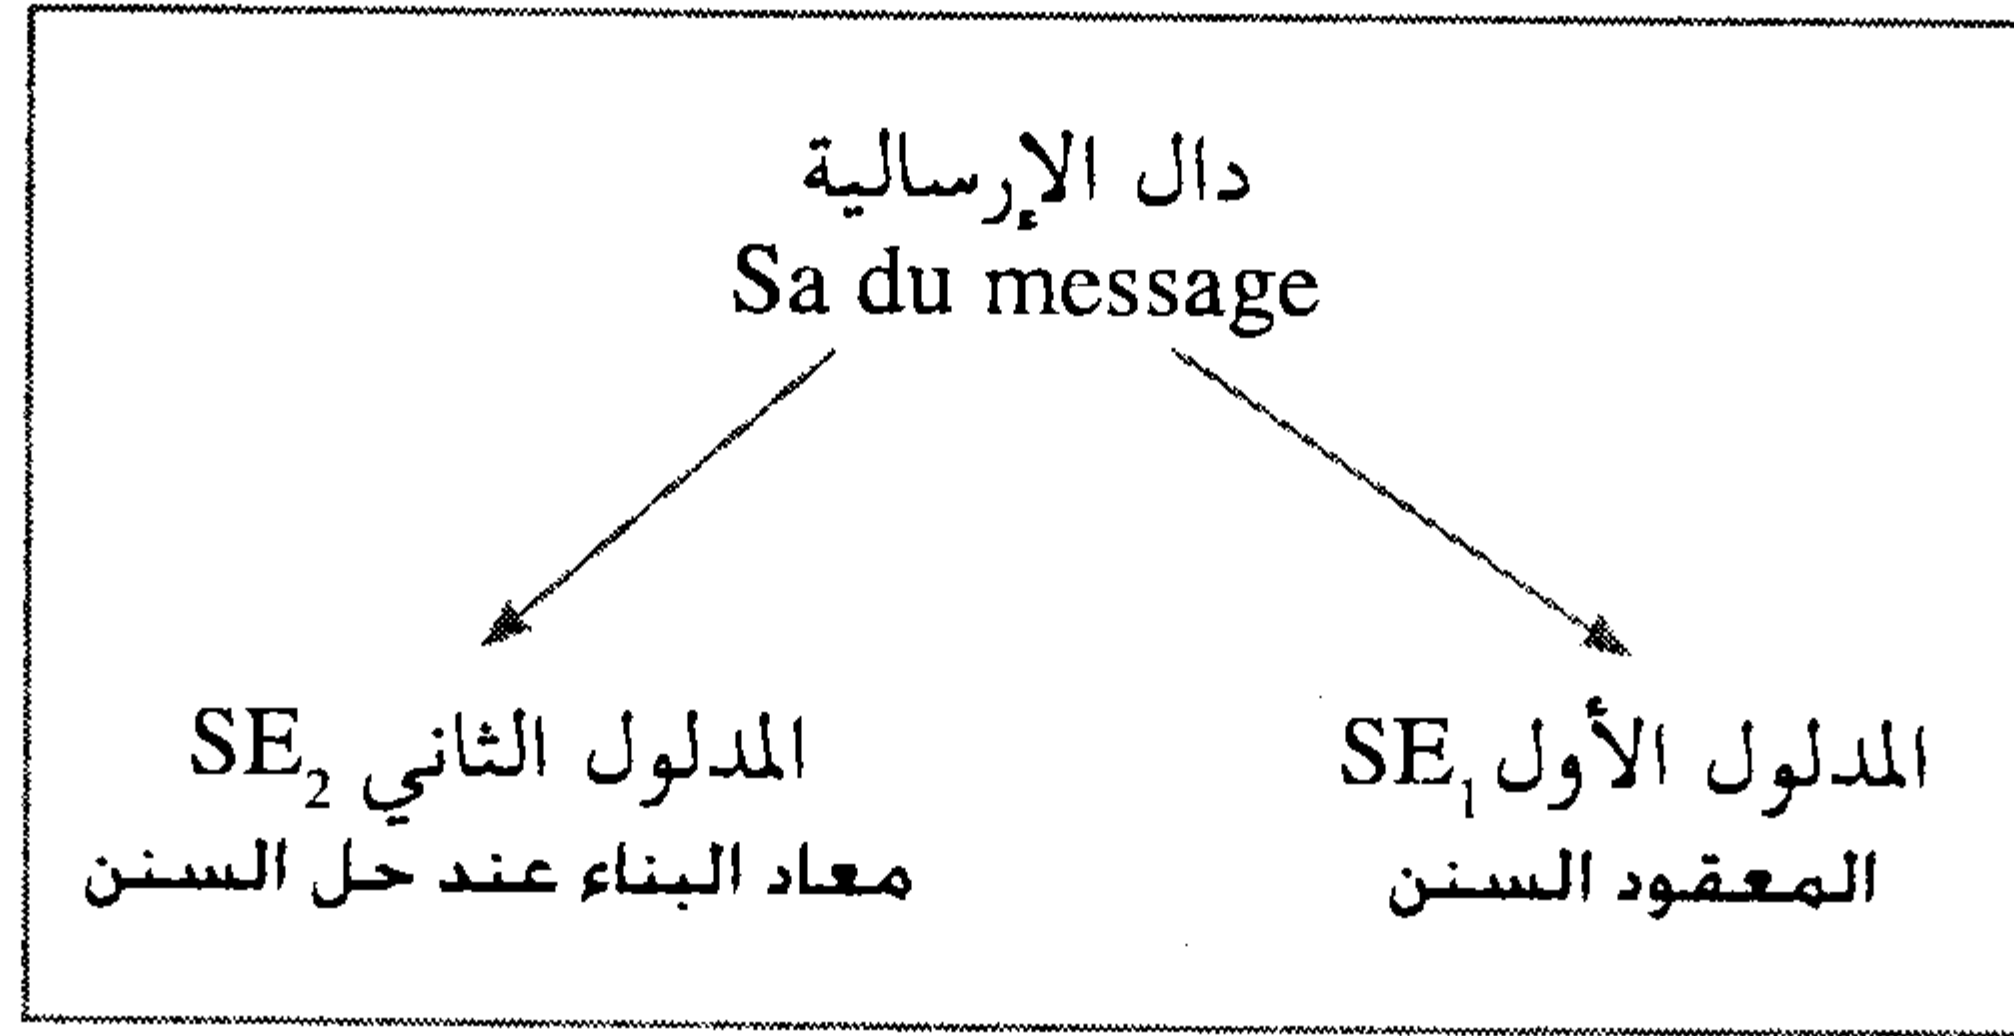 دال الإرسالية
Sa du message
المدلول الأول SE₁
المعقود السنن
المدلول الثاني SE₂
معاد البناء عند حل السنن